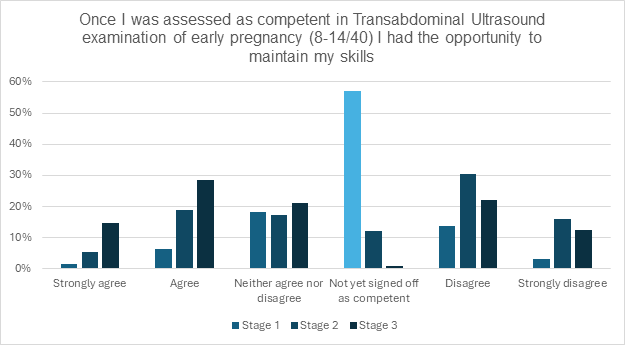 Once I was assessed as competent in Transabdominal Ultrasound
examination of early pregnancy (8-14/40) I had the opportunity to
maintain my skills
60%
50%
40%
30%
20%
10%
0%
Strongly agree
Agree
Neither agree nor
disagree
Not yet signed off
as competent
Disagree
Strongly disagree
Stage 1
Stage 2
Stage 3